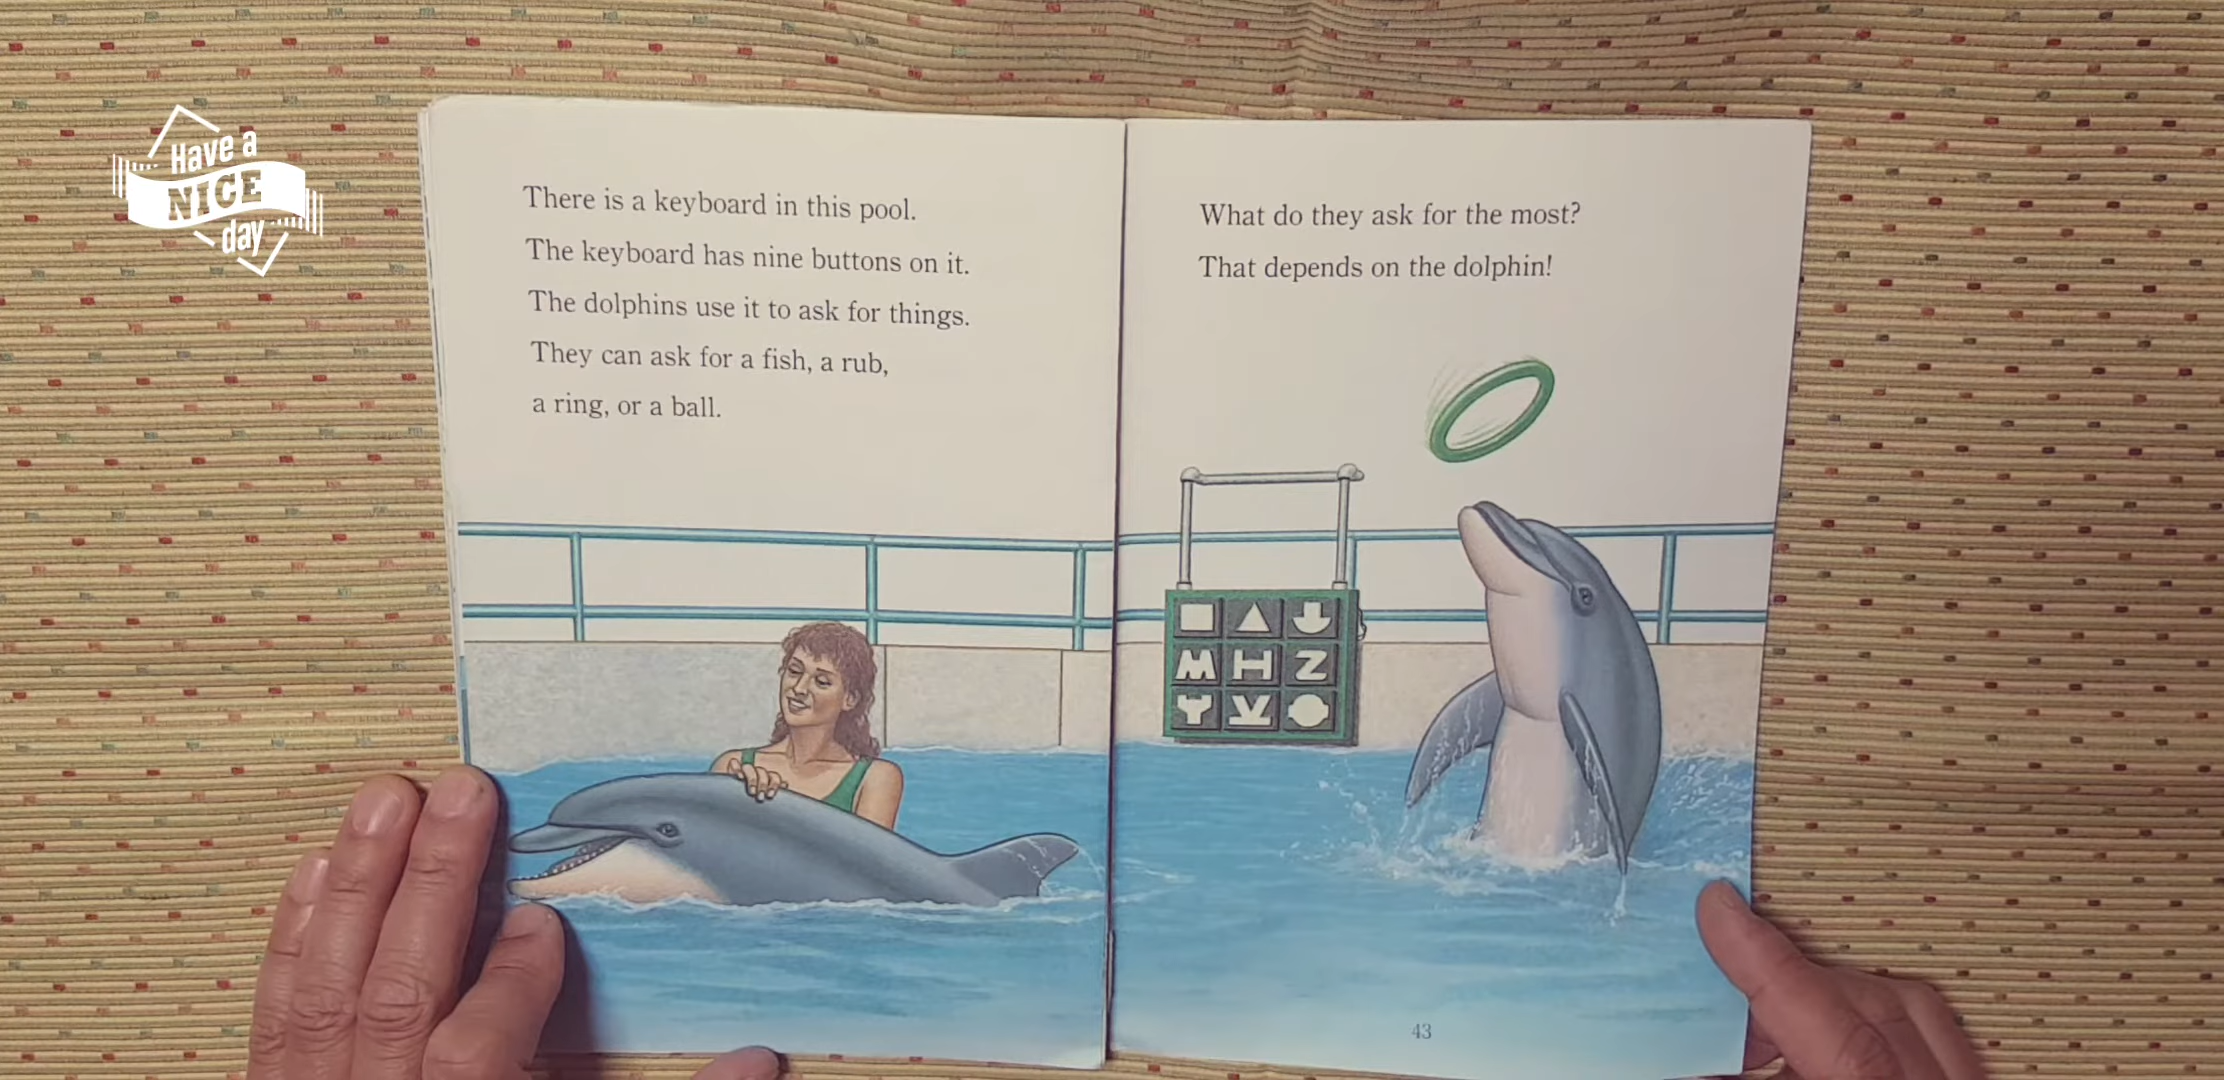 Have a
NICE
day
There is a keyboard in this pool.
The keyboard has nine buttons on it.
The dolphins use it to ask for things.
They can ask for a fish, a rub,
a ring, or a ball.
What do they ask for the most?
That depends on the dolphin!
M H Z
Y
43